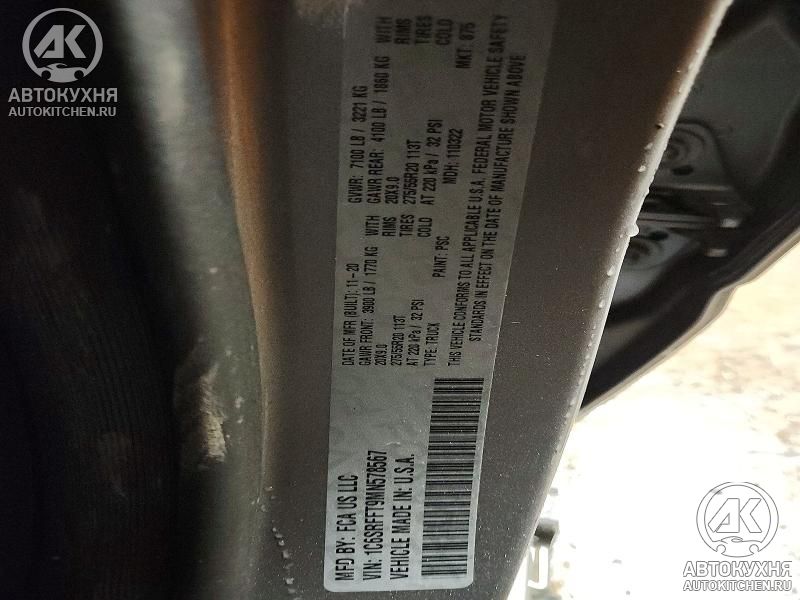 MFD BY: FCA US LLC
DATE OF MFR (BUILT): 11-20
GVWR: 7100 LB / 3221 KG
GAWR FRONT: 3900 LB / 1770 KG WITH
20X9.0 RIMS
275/55R20 113T TIRES
AT 220 kPa / 32 PSI COLD
GAWR REAR: 4100 LB / 1860 KG WITH
20X9.0 RIMS
275/55R20 113T TIRES
AT 220 kPa / 32 PSI COLD
VIN: 1C6SRFFT9MN578567
TYPE: TRUCK
PAINT: PSC
MDH: 110322
MKT: 875
VEHICLE MADE IN: U.S.A.
THIS VEHICLE CONFORMS TO ALL APPLICABLE U.S.A. FEDERAL MOTOR VEHICLE SAFETY
STANDARDS IN EFFECT ON THE DATE OF MANUFACTURE SHOWN ABOVE
АК
АВТОКУХНЯ
AUTOKITCHEN.RU
АК
АВТОКУХНЯ
AUTOKITCHEN.RU